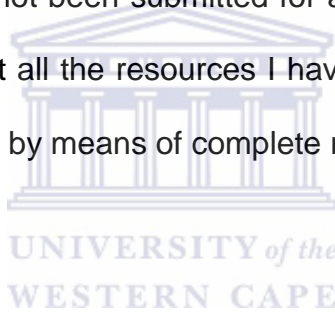 not been submitted for a
t all the resources I hav
by means of complete r
UNIVERSITY of the
WESTERN CAPE